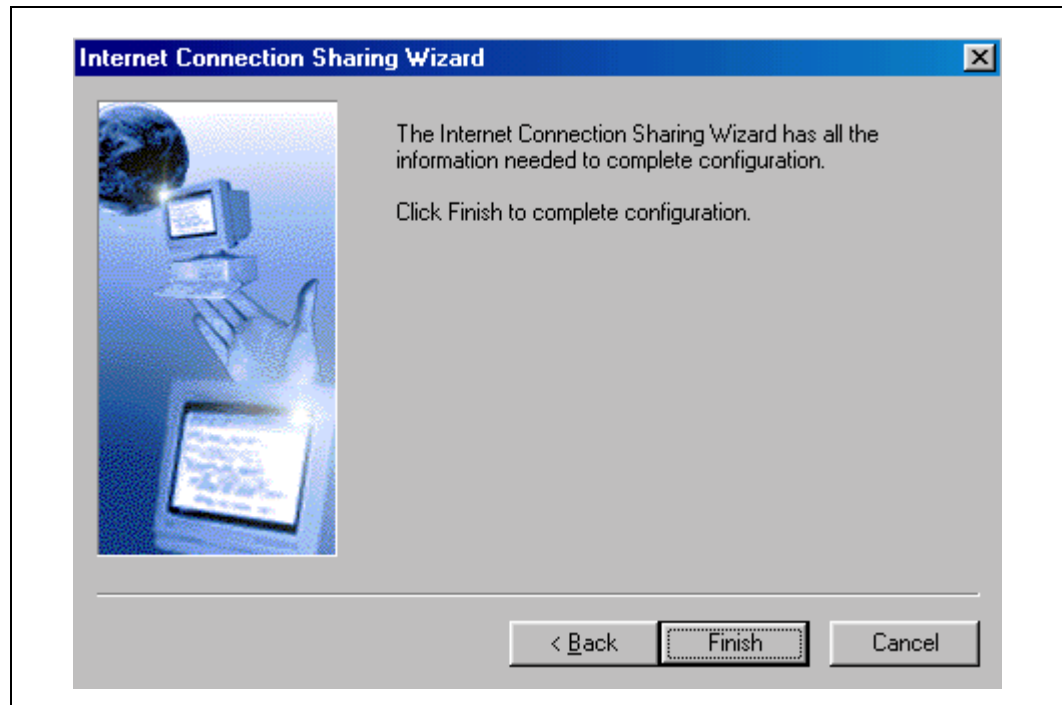 Internet Connection Sharing Wizard
The Internet Connection Sharing Wizard has all the
information needed to complete configuration.
Click Finish to complete configuration.
< Back
Finish
Cancel